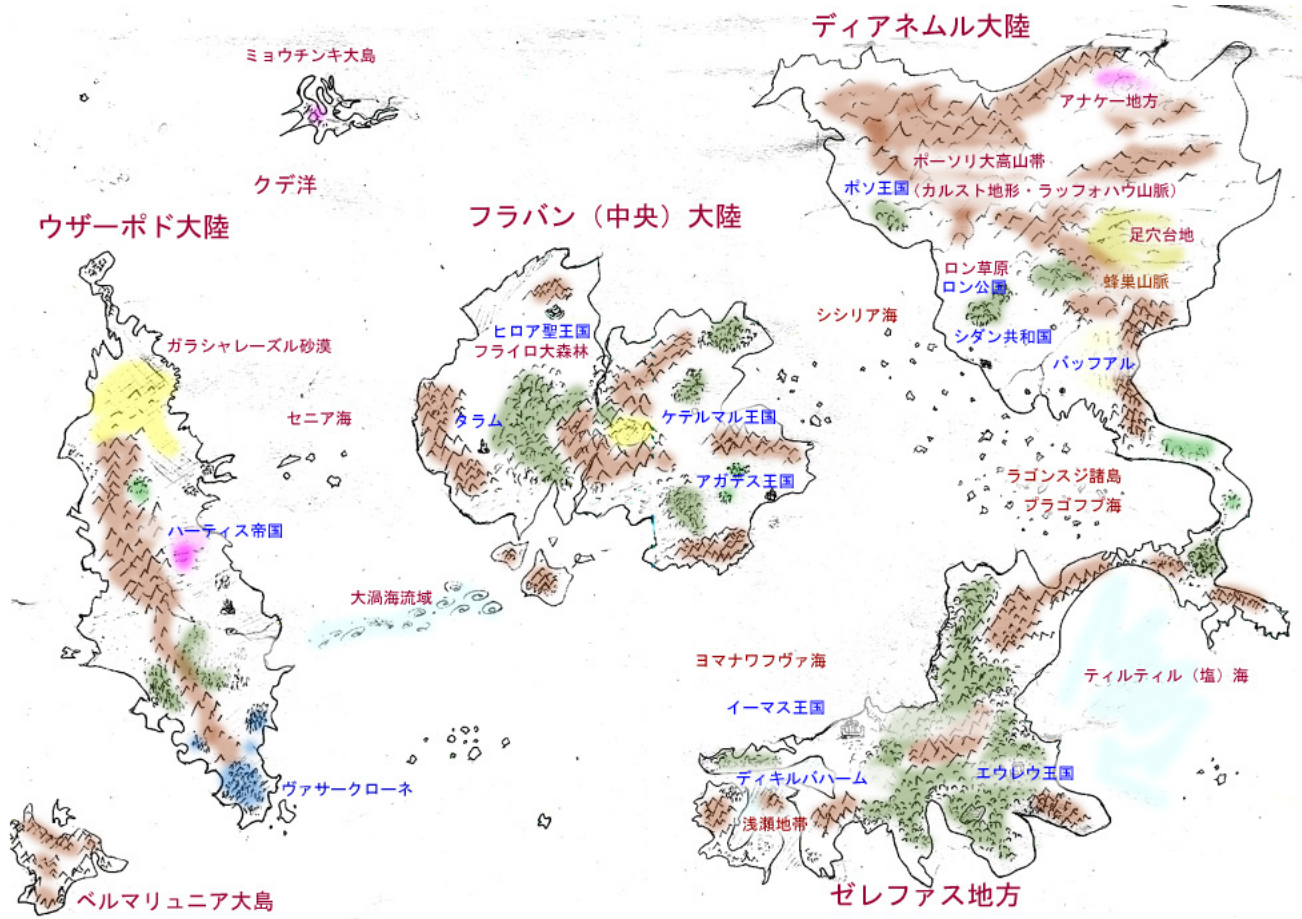 ディアネムル大陸
ミョウチンキ大島
アナケー地方
ポーソリ大高山帯
クデ洋
ポソ王国
(カルスト地形・ラッフォハウ山脈)
ウザーポド大陸
フラバン（中央）大陸
足穴台地
ロン草原
ロン公国
蜂巣山脈
シシリア海
ヒロア聖王国
フライロ大森林
シダン共和国
ガラシャレーズル砂漠
バッフアル
セニア海
タラム
ケテルマル王国
アガデス王国
ラゴンスジ諸島
プラゴフブ海
ハーティス帝国
大渦海流域
ヨマナワフヴァ海
ティルティル（塩）海
イーマス王国
ディキルバハーム
エウレウ王国
ヴァサークローネ
浅瀬地帯
ベルマリュニア大島
ゼレファス地方